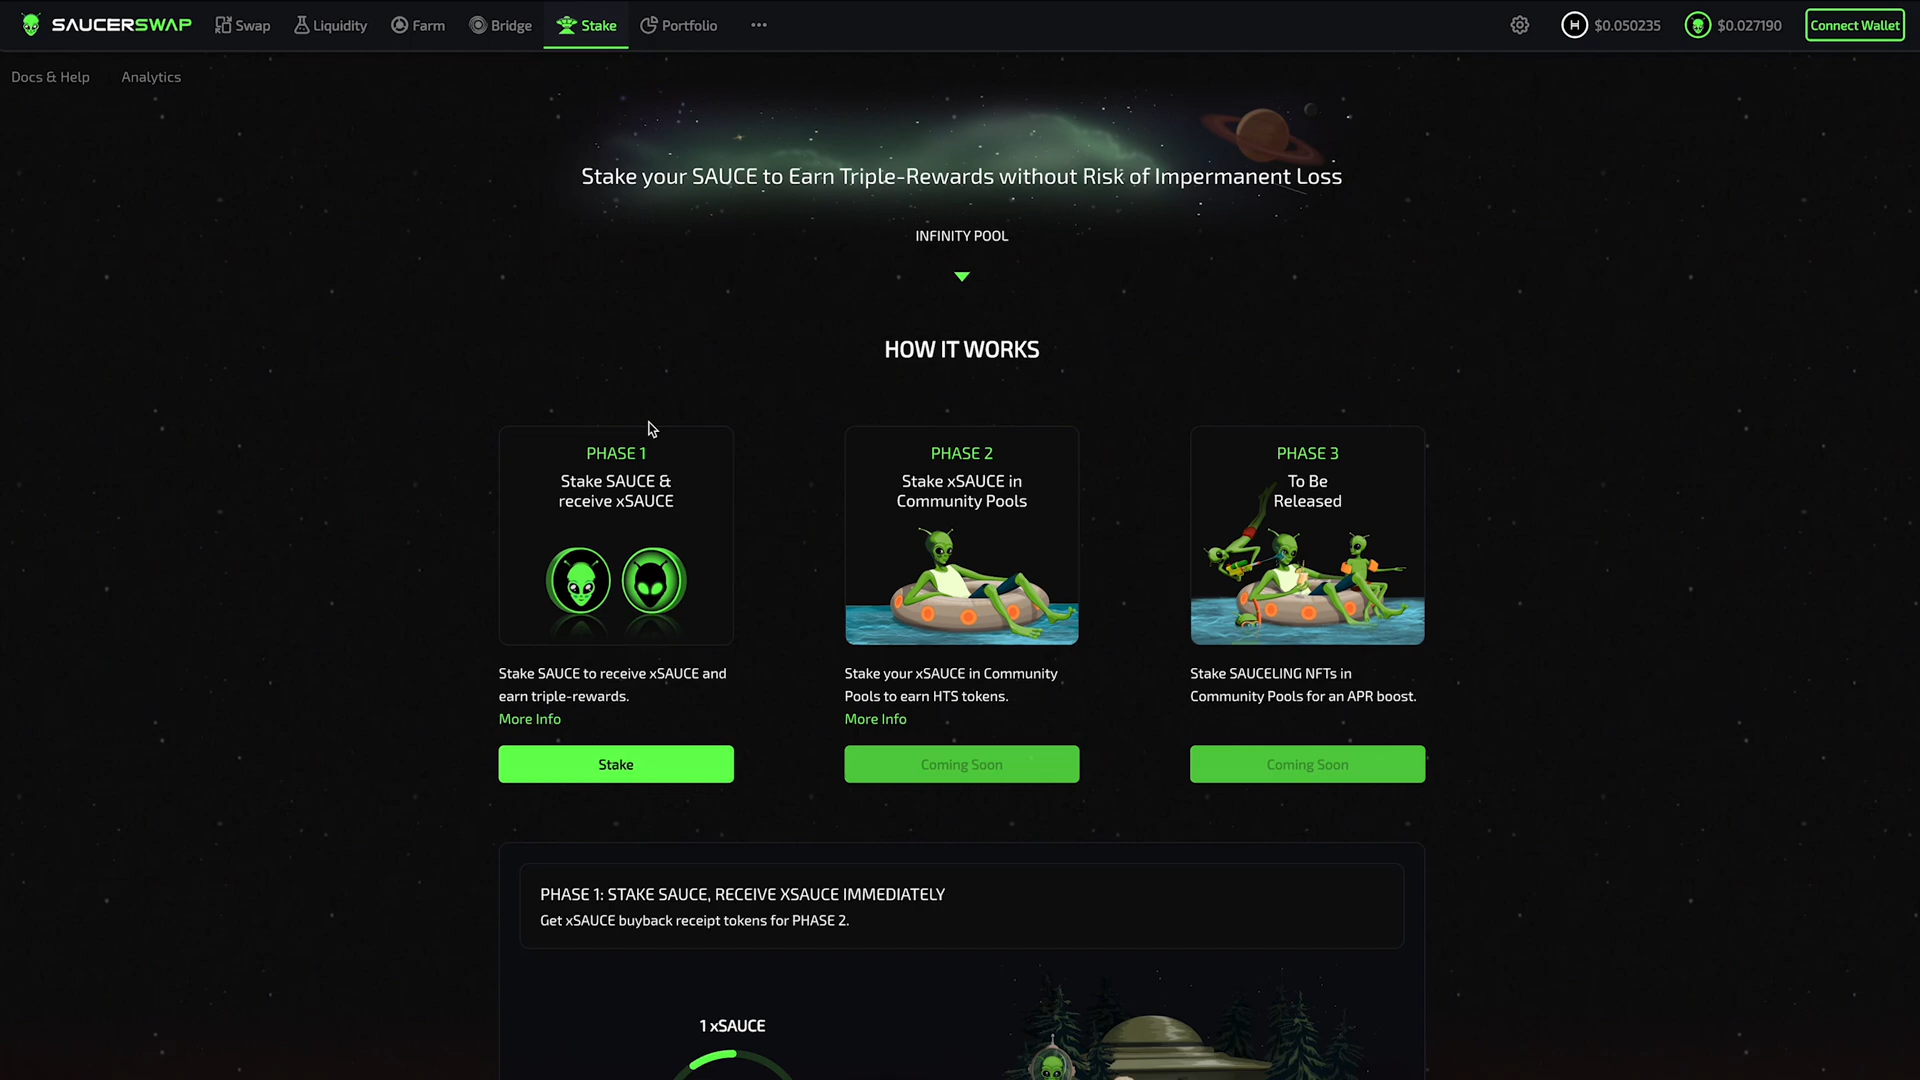 SAUCERSWAP Swap Liquidity Farm Bridge Stake Portfolio ··· H $0.050235 $0.027190 Connect Wallet
Docs & Help Analytics
Stake your SAUCE to Earn Triple-Rewards without Risk of Impermanent Loss
INFINITY POOL
HOW IT WORKS
PHASE 1
Stake SAUCE &
receive xSAUCE
Stake SAUCE to receive xSAUCE and
earn triple-rewards.
More Info
Stake
PHASE 2
Stake xSAUCE in
Community Pools
Stake your xSAUCE in Community
Pools to earn HTS tokens.
More Info
Coming Soon
PHASE 3
To Be
Released
Stake SAUCELING NFTs in
Community Pools for an APR boost.
Coming Soon
PHASE 1: STAKE SAUCE, RECEIVE XSAUCE IMMEDIATELY
Get xSAUCE buyback receipt tokens for PHASE 2.
1 xSAUCE